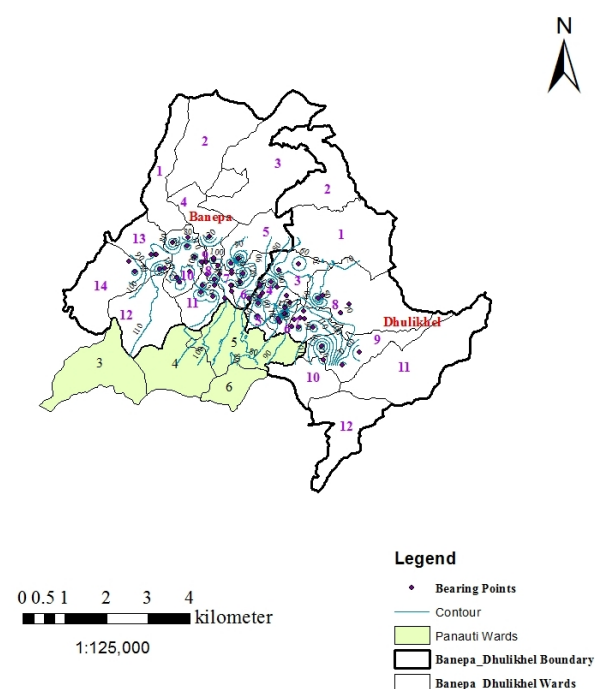 N
2
3
1
2
4
Banepa
5
1
13
14
10
3
8
11
12
110
Dhulikhel
9
5
3
4
10
11
6
12
Legend
Bearing Points
0 0.5 1 2 3 4 kilometer
Contour
1:125,000
Panauti Wards
Banepa_Dhulikhel Boundary
Banepa_Dhulikhel Wards